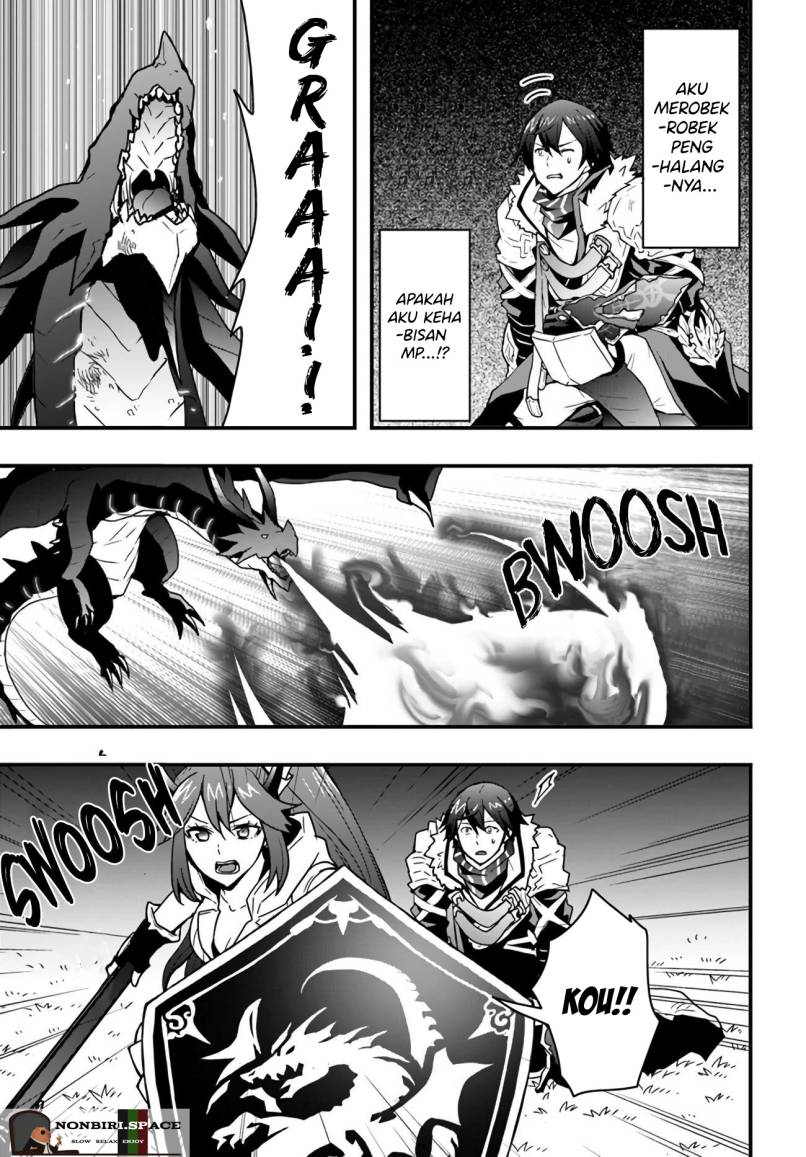 AKU
MEROBEK
-ROBEK
PENG
-HALANG
-NYA...
APAKAH
AKU KEHA
-BISAN
MP...!?
GRAAA!!
BWOOSH
SWOOSH
KOU!!
NONBIRI.SPACE
SLOW RELAX ENJOY